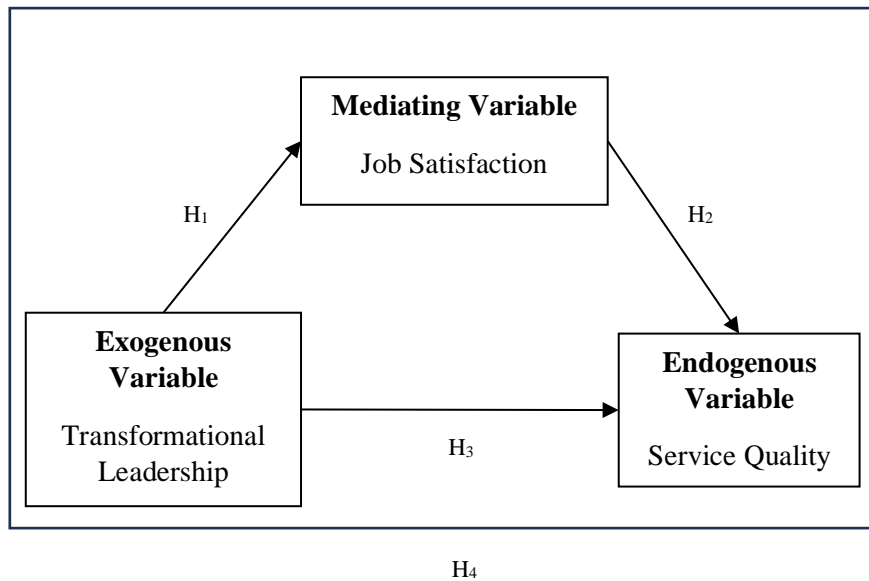 Mediating Variable
Job Satisfaction
H₁
H₂
Exogenous
Variable
Transformational
Leadership
Endogenous
Variable
Service Quality
H₃
H₄